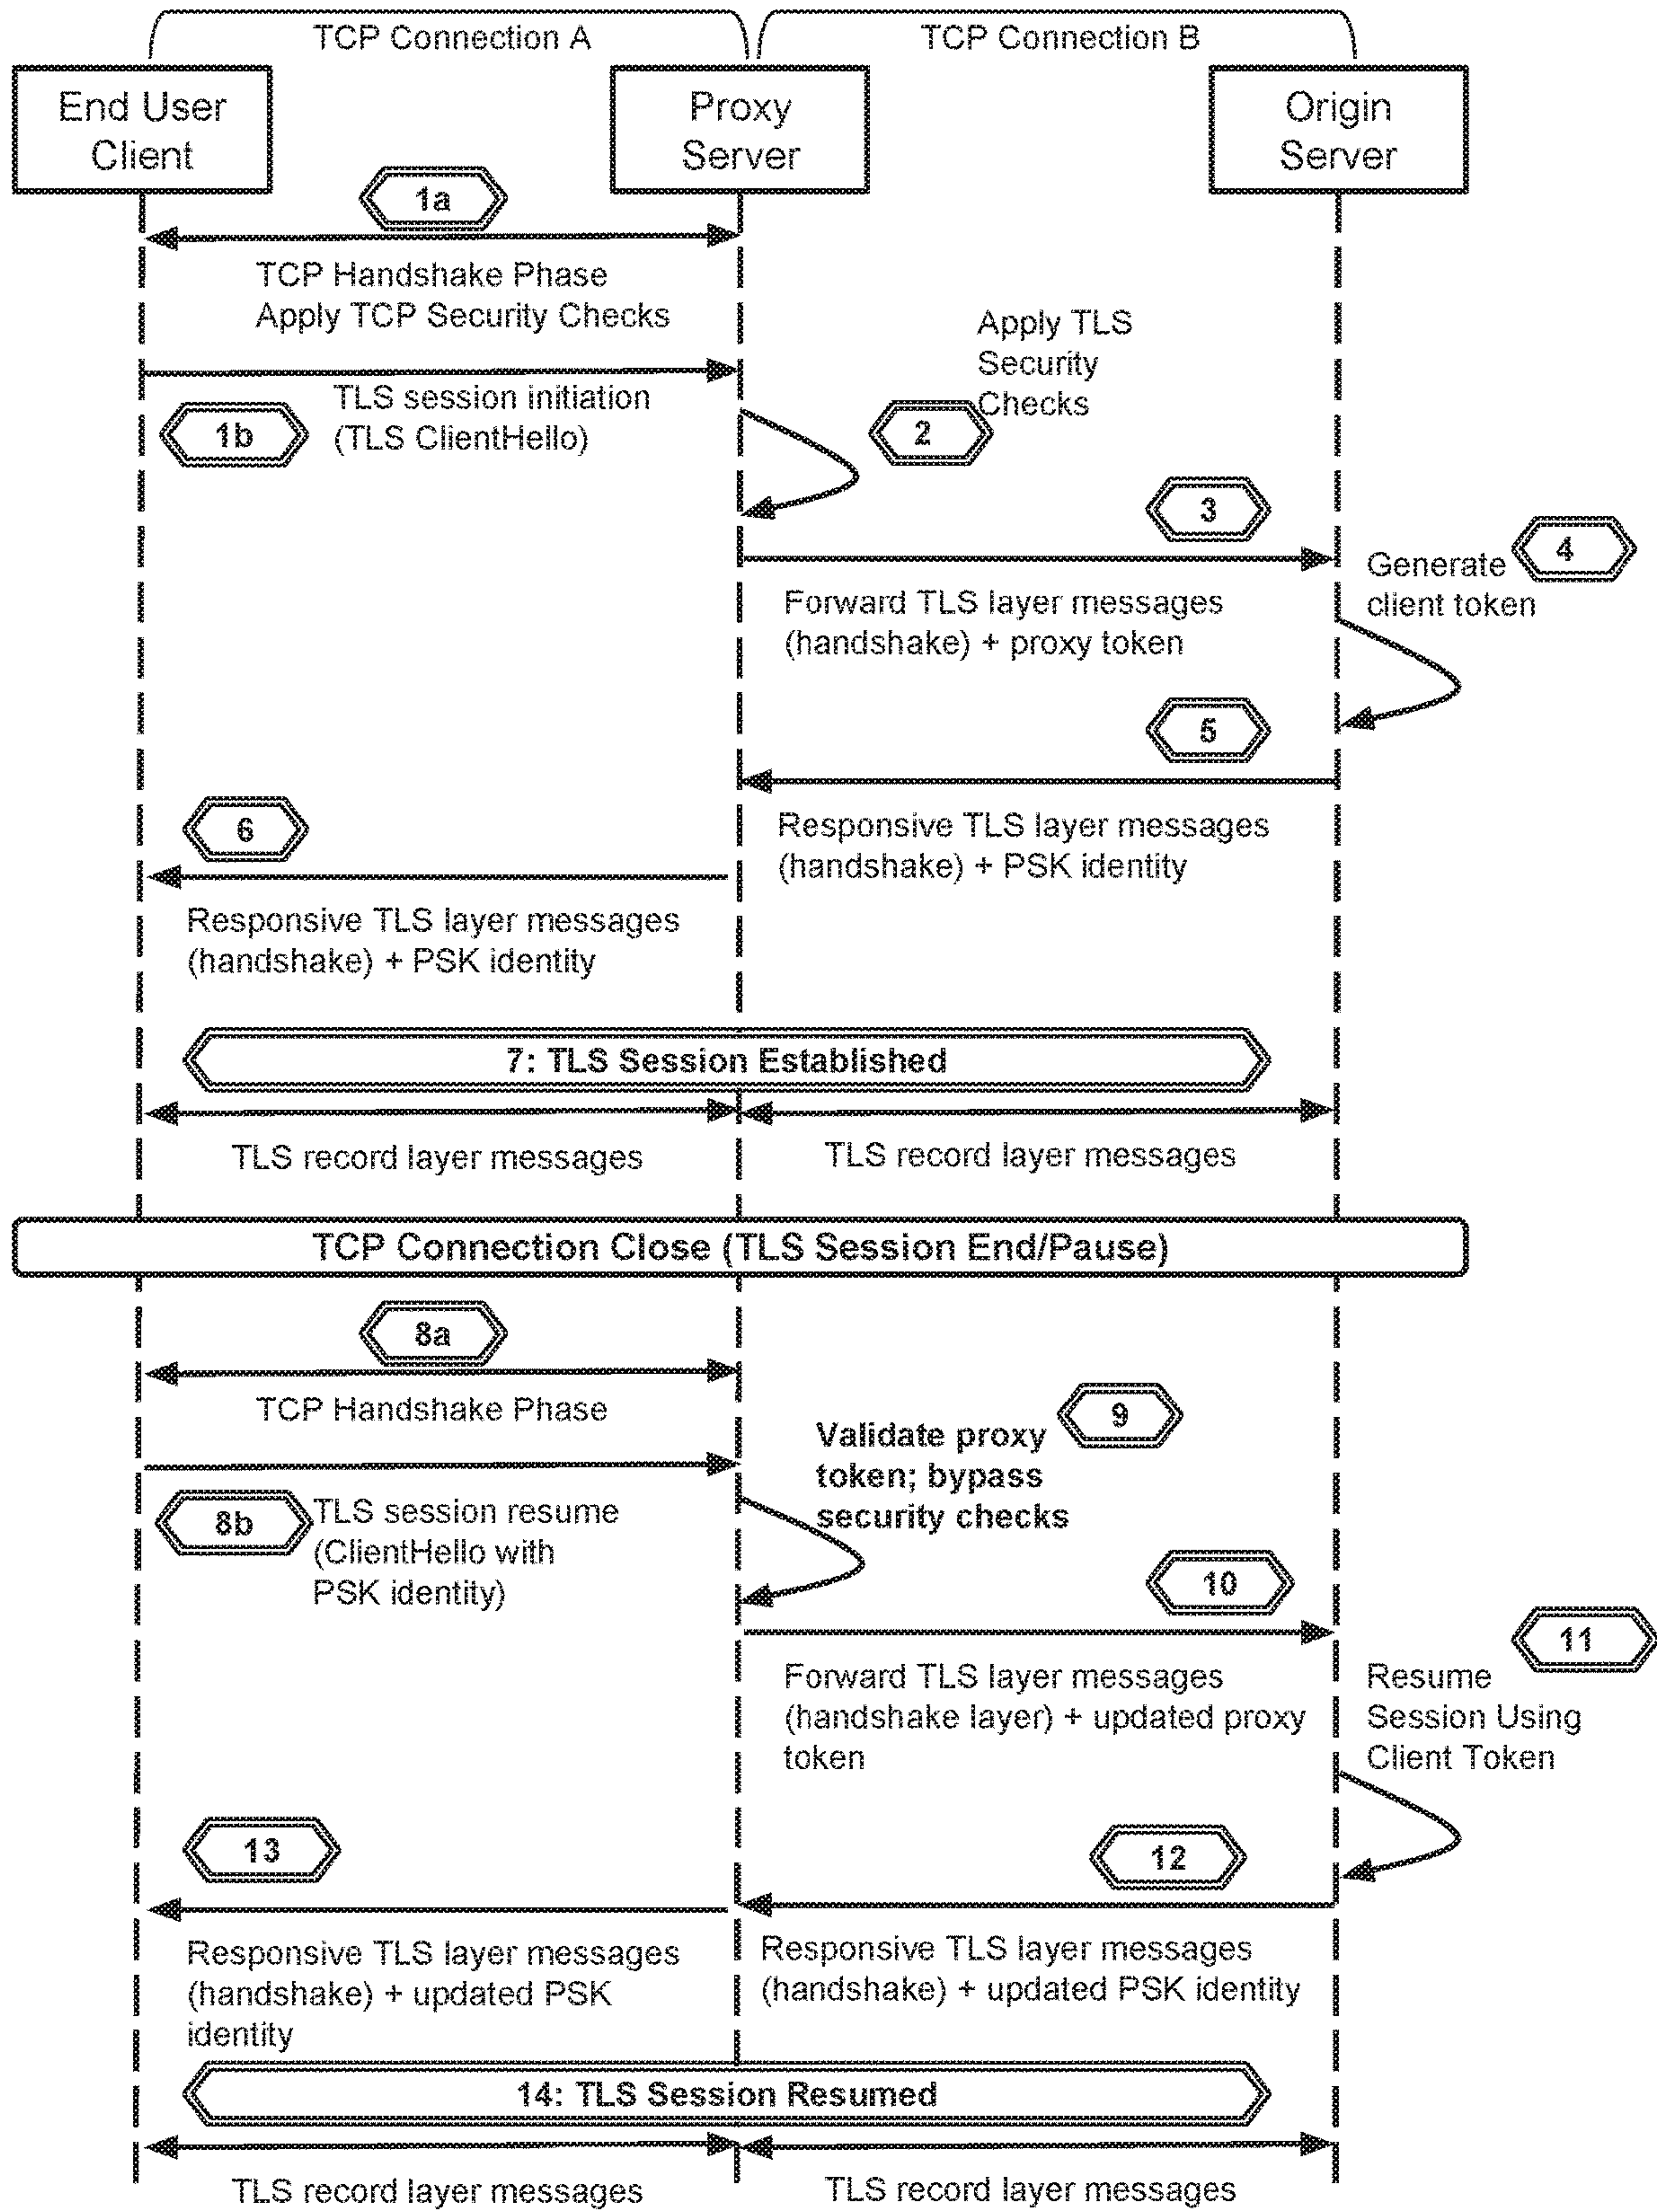 TCP Connection A
TCP Connection B
End User
Client
Proxy
Server
Origin
Server
1a
TCP Handshake Phase
Apply TCP Security Checks
TLS session initiation
(TLS ClientHello)
1b
Apply TLS
Security
Checks
2
3
Forward TLS layer messages
(handshake) + proxy token
4
Generate
client token
5
Responsive TLS layer messages
(handshake) + PSK identity
6
Responsive TLS layer messages
(handshake) + PSK identity
7: TLS Session Established
TLS record layer messages
TLS record layer messages
TCP Connection Close (TLS Session End/Pause)
8a
TCP Handshake Phase
8b
TLS session resume
(ClientHello with
PSK identity)
9
Validate proxy
token; bypass
security checks
10
Forward TLS layer messages
(handshake layer) + updated proxy
token
11
Resume
Session Using
Client Token
12
Responsive TLS layer messages
(handshake) + updated PSK identity
13
Responsive TLS layer messages
(handshake) + updated PSK
identity
14: TLS Session Resumed
TLS record layer messages
TLS record layer messages